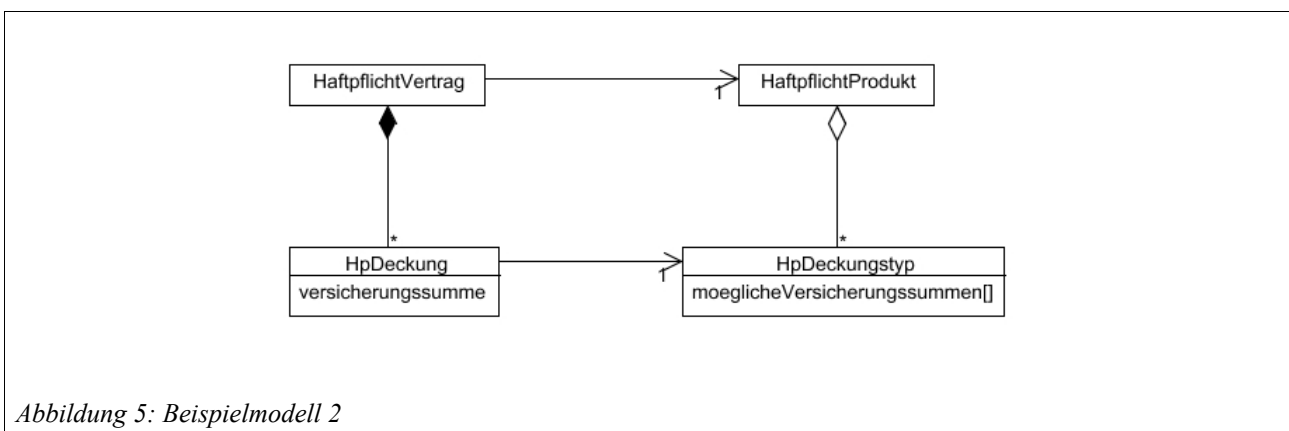 HaftpflichtVertrag
1
HaftpflichtProdukt
*
*
HpDeckung
1
HpDeckungstyp
versicherungssumme
moeglicheVersicherungssummen[]
Abbildung 5: Beispielmodell 2